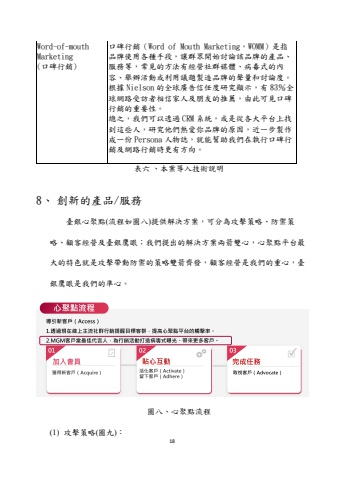 Word-of-mouth
Marketing
(口碑行銷)
口碑行銷 (Word of Mouth Marketing，WOMM) 是指
品牌使用各種手段，讓群眾開始討論該品牌的產品、
服務等，常見的方法有經營社群媒體、病毒式的內
容、舉辦活動或利用議題製造品牌的聲量和討論度。
根據 Nielson 的全球廣告信任度研究顯示，有 83%全
球網路受訪者相信家人及朋友的推薦，由此可見口碑
行銷的重要性。
總之，我們可以透過 CRM 系統，或是從各大平台上找
到這些人，研究他們熱愛你品牌的原因，近一步製作
成一份 Persona 人物誌，就能幫助我們在執行口碑行
銷及網路行銷時更有方向。
表六 、本案導入技術說明
8、 創新的產品/服務
臺銀心聚點(流程如圖八)提供解決方案，可分為攻擊策略、防禦策
略、顧客經營及臺銀鷹眼；我們提出的解決方案兩箭雙心，心聚點平台最
大的特色就是攻擊帶動防禦的策略雙箭齊發，顧客經營是我們的重心，臺
銀鷹眼是我們的準心。
心聚點流程
導引新客戶 ( Access )
1.透過現在線上主流社群行銷提醒目標客群，提高心聚點平台的觸擊率。
2.MGM客戶當最佳代言人，為行銷活動打造病毒式曝光，帶來更多客戶。
01
加入會員
獲得新客戶 ( Acquire )
02
貼心互動
活化客戶 ( Activate )
留下客戶 ( Adhere )
03
完成任務
取悅客戶 ( Advocate )
圖八、心聚點流程
(1) 攻擊策略(圖九)：
18